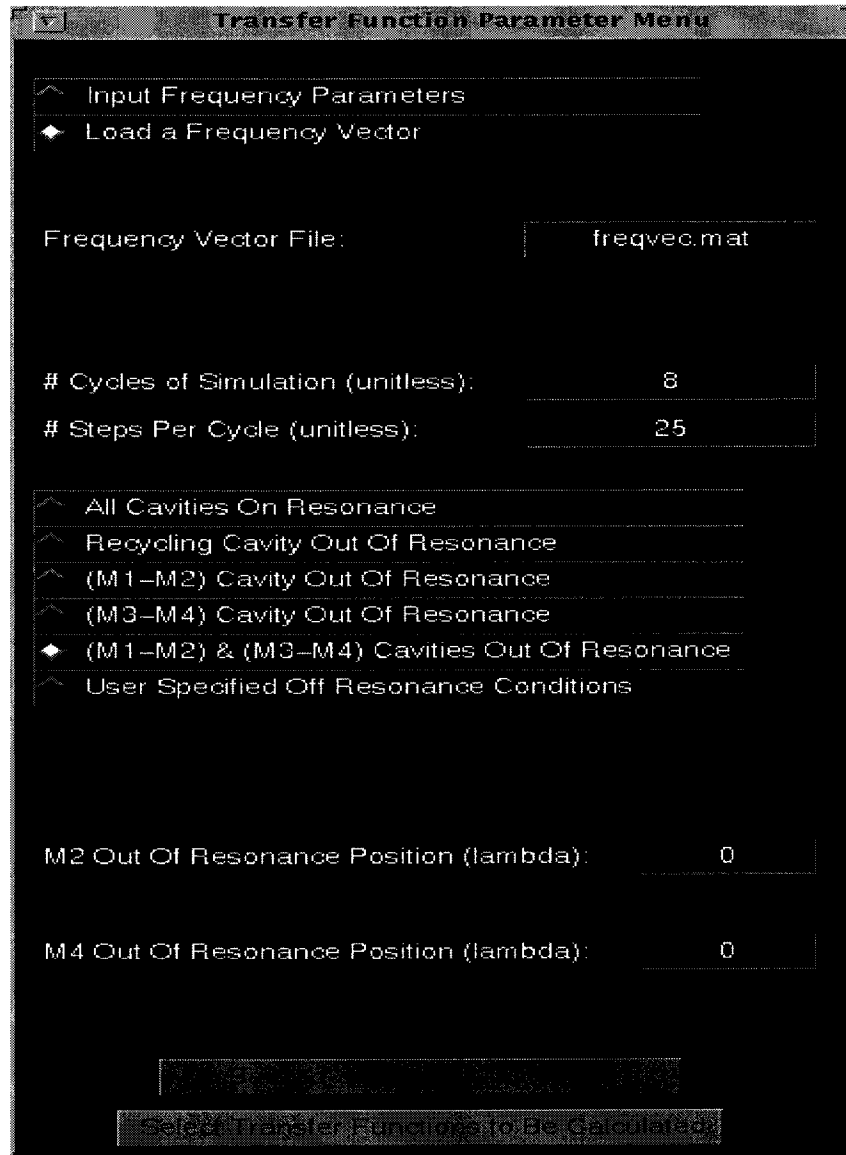 Transfer Function Parameter Menu
Input Frequency Parameters
Load a Frequency Vector
Frequency Vector File: freqvec.mat
# Cycles of Simulation (unitless): 8
# Steps Per Cycle (unitless): 25
All Cavities On Resonance
Recycling Cavity Out Of Resonance
(M1–M2) Cavity Out Of Resonance
(M3–M4) Cavity Out Of Resonance
(M1–M2) & (M3–M4) Cavities Out Of Resonance
User Specified Off Resonance Conditions
M2 Out Of Resonance Position (lambda): 0
M4 Out Of Resonance Position (lambda): 0
Select Transfer Functions to Be Calculated